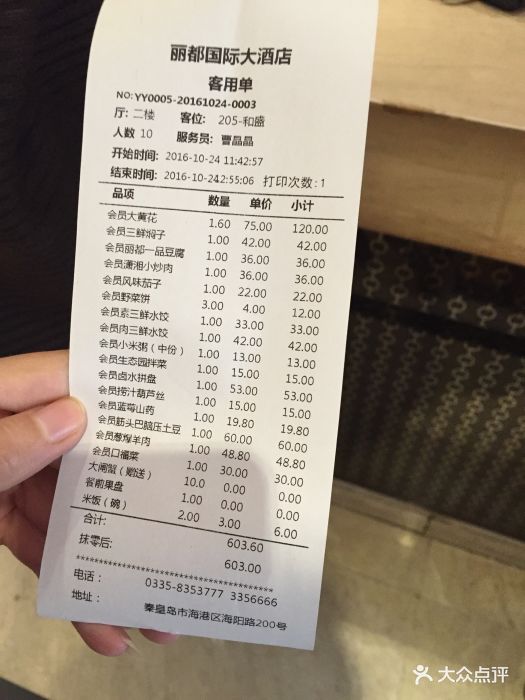 丽都国际大酒店
客用单
NO: YY0005-20161024-0003
厅: 二楼 客位: 205-和盛
人数 10 服务员: 曹晶晶
开始时间: 2016-10-24 11:42:57
结束时间: 2016-10-24 12:55:06 打印次数: 1
品项 数量 单价 小计
会员大黄花 1.60 75.00 120.00
会员三鲜焖子 1.00 42.00 42.00
会员丽都一品豆腐 1.00 36.00 36.00
会员潇湘小炒肉 1.00 36.00 36.00
会员风味茄子 1.00 22.00 22.00
会员野菜饼 3.00 4.00 12.00
会员素三鲜水饺 1.00 33.00 33.00
会员肉三鲜水饺 1.00 42.00 42.00
会员小米粥（中份） 1.00 13.00 13.00
会员生态园拌菜 1.00 15.00 15.00
会员卤水拼盘 1.00 53.00 53.00
会员捞汁葫芦丝 1.00 15.00 15.00
会员蓝莓山药 1.00 19.80 19.80
会员筋头巴脑压土豆 1.00 60.00 60.00
会员葱爆羊肉 1.00 48.80 48.80
会员口福菜 1.00 30.00 30.00
大闸蟹（赠送） 10.0 0.00 0.00
餐前果盘 1.00 0.00 0.00
米饭（碗） 2.00 3.00 6.00
合计: 603.60
抹零后: 603.00
****************************************
电话: 0335-8353777 3356666
地址: 秦皇岛市海港区海阳路200号
大众点评